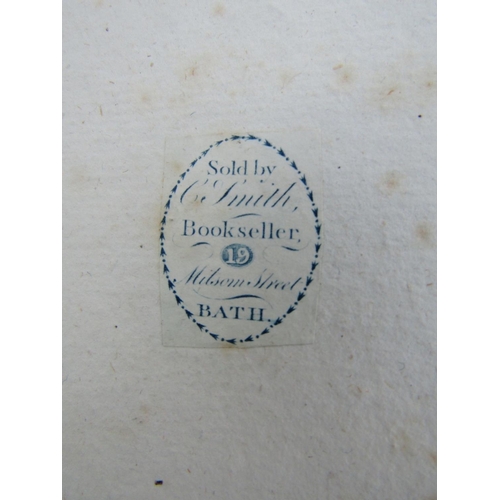 Sold by
C. Smith,
Bookseller,
19
Milsom Street
BATH.